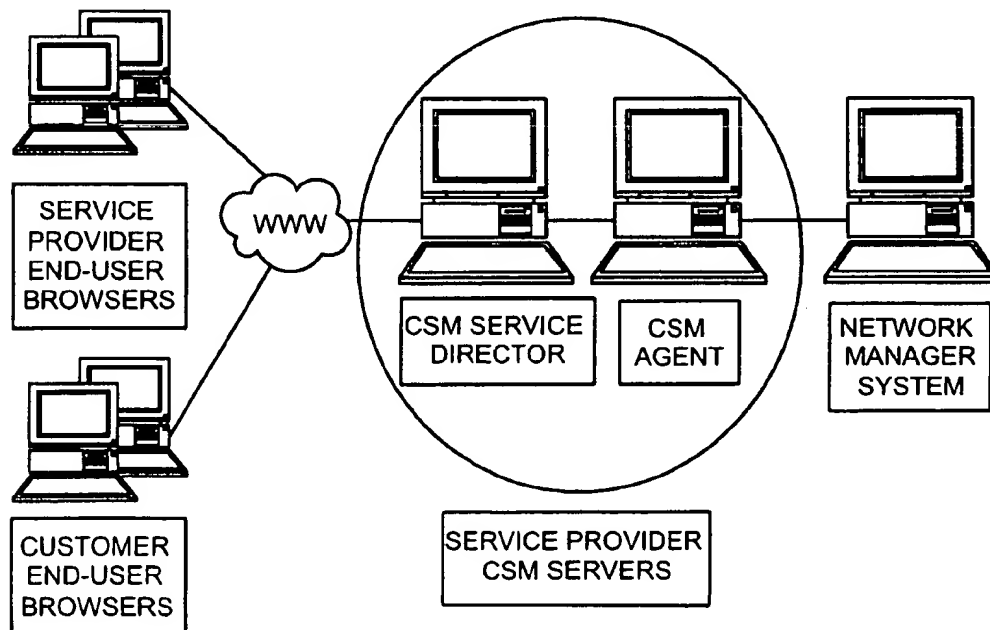 SERVICE
PROVIDER
END-USER
BROWSERS
WWW
CSM SERVICE
DIRECTOR
CSM
AGENT
NETWORK
MANAGER
SYSTEM
CUSTOMER
END-USER
BROWSERS
SERVICE PROVIDER
CSM SERVERS